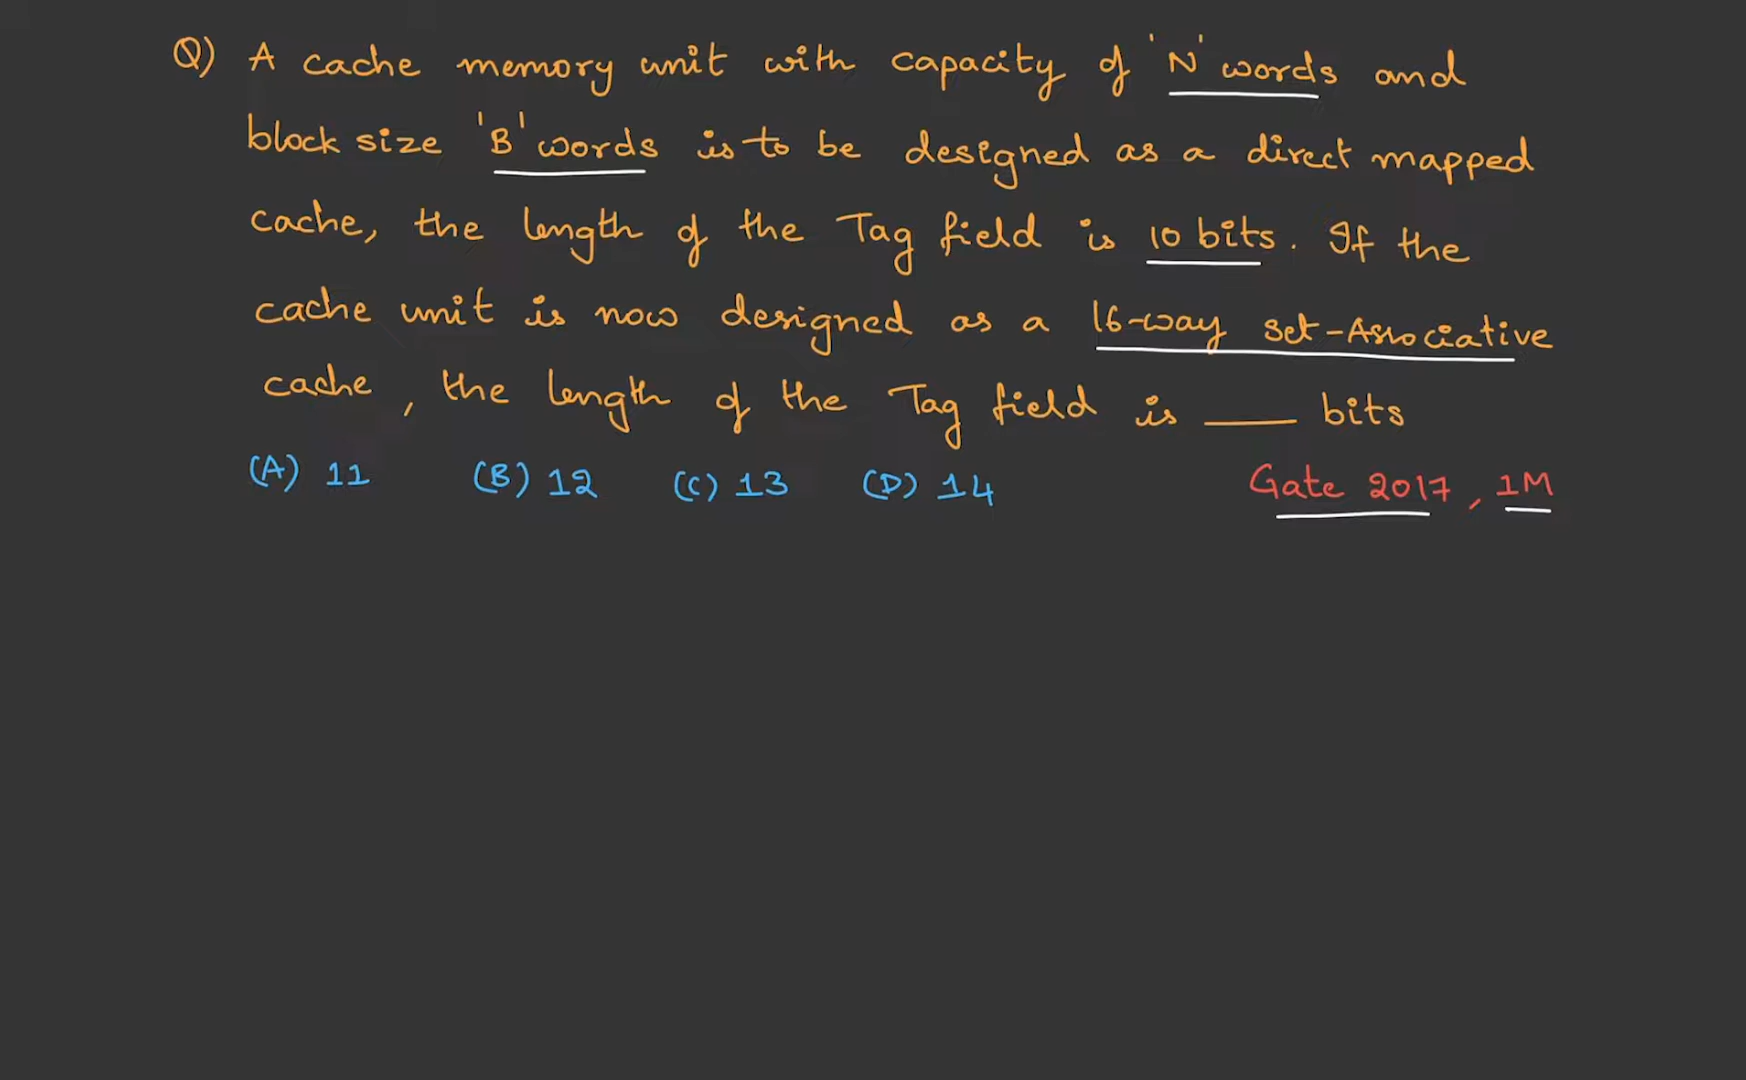 Q) A cache memory unit with capacity of 'N' words and
block size 'B' words is to be designed as a direct mapped
cache, the length of the Tag field is 10 bits. If the
cache unit is now designed as a 16-way set-Associative
cache, the length of the Tag field is ___ bits
(A) 11 (B) 12 (C) 13 (D) 14 Gate 2017, 1M